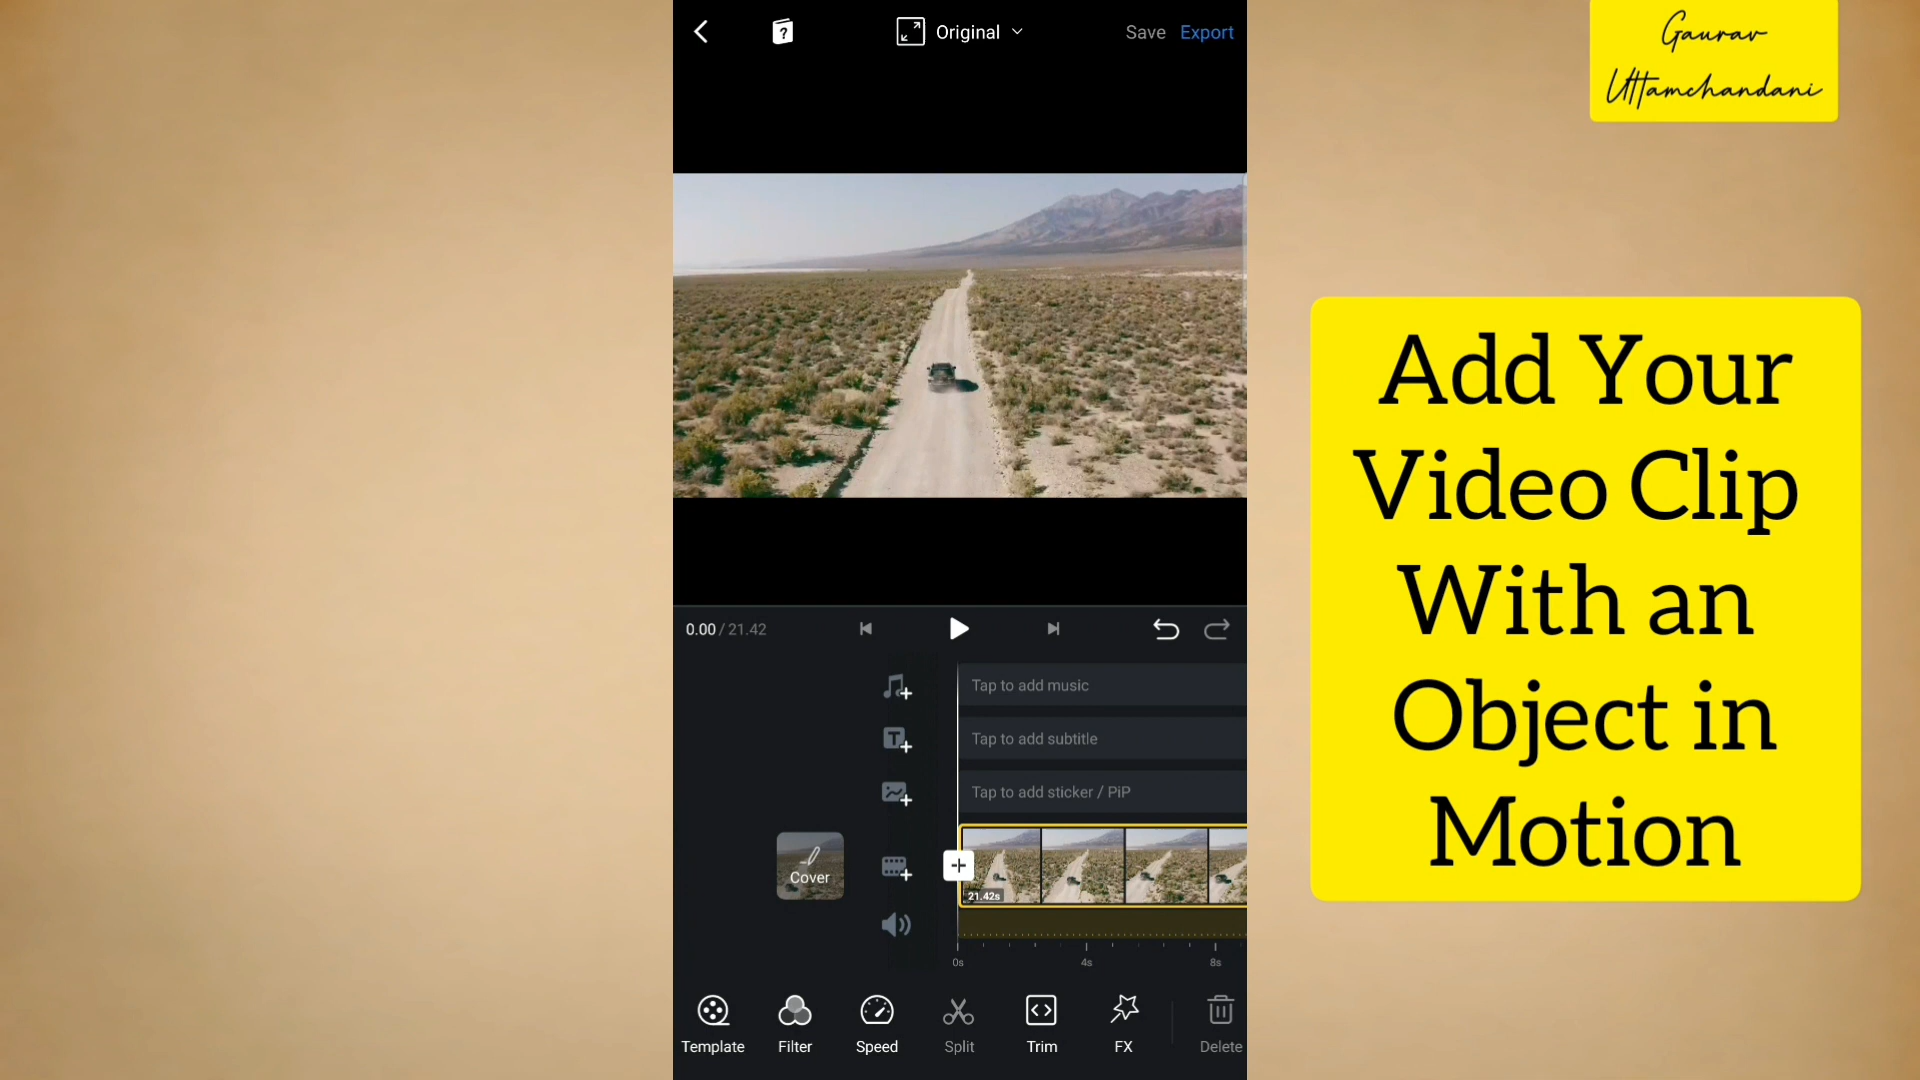 Gaurav
Uttamchandani
Original
Save
Export
Add Your
Video Clip
With an
Object in
Motion
0.00 / 21.42
Tap to add music
Tap to add subtitle
Tap to add sticker / PiP
Cover
21.42s
0s
4s
8s
Template
Filter
Speed
Split
Trim
FX
Delete